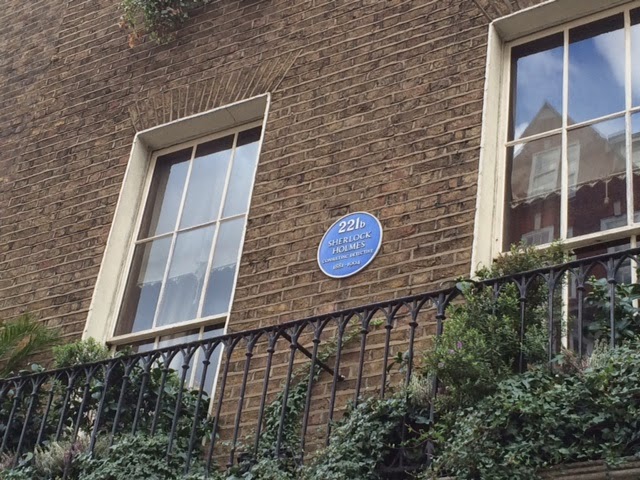 221b
SHERLOCK
HOLMES
CONSULTING DETECTIVE
1881-1904